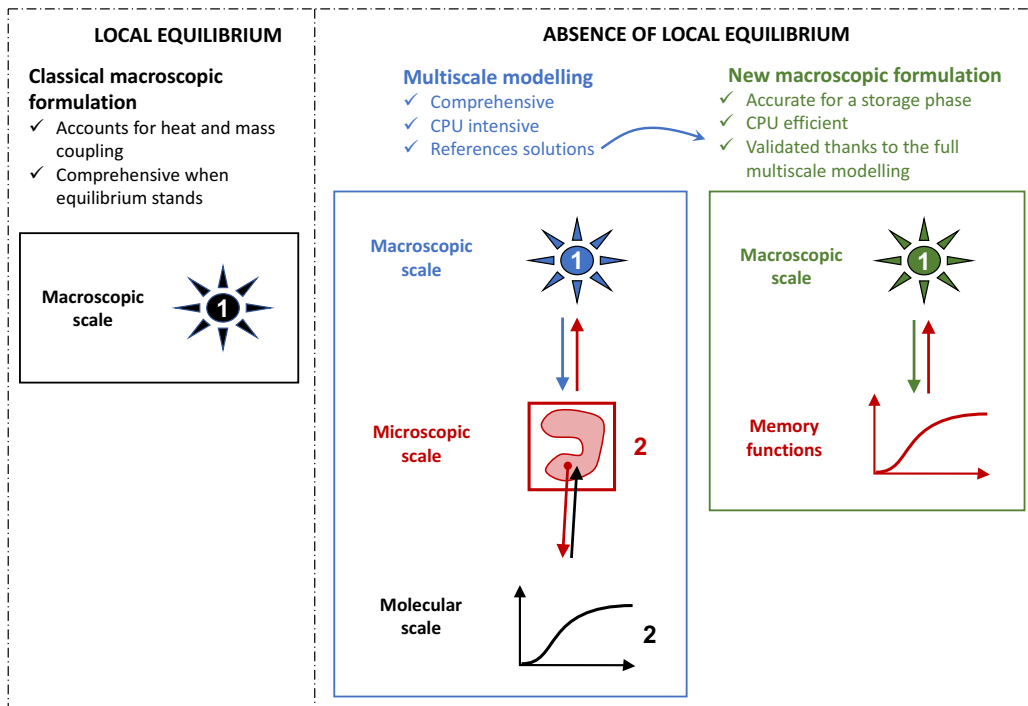 LOCAL EQUILIBRIUM
Classical macroscopic
formulation
✓ Accounts for heat and mass
coupling
✓ Comprehensive when
equilibrium stands
Macroscopic
scale
1
ABSENCE OF LOCAL EQUILIBRIUM
Multiscale modelling
✓ Comprehensive
✓ CPU intensive
✓ References solutions
Macroscopic
scale
1
Microscopic
scale
2
Molecular
scale
2
New macroscopic formulation
✓ Accurate for a storage phase
✓ CPU efficient
✓ Validated thanks to the full
multiscale modelling
Macroscopic
scale
1
Memory
functions